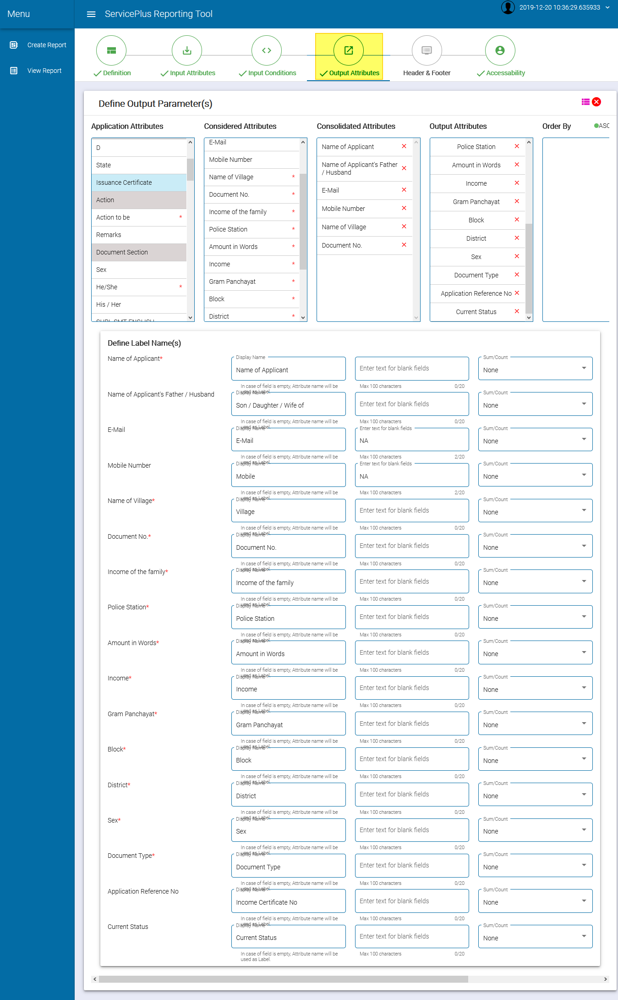 Menu
ServicePlus Reporting Tool
2019-12-20 10:36:29.635933
Create Report
View Report
Definition
Input Attributes
Input Conditions
Output Attributes
Header & Footer
Accessability
Define Output Parameter(s)
Application Attributes
D
State
Issuance Certificate
Action
Action to be *
Remarks
Document Section
Sex
He/She *
His / Her
SHRI_SMT ENGLISH
Considered Attributes
E-Mail
Mobile Number
Name of Village *
Document No. *
Income of the family *
Police Station *
Amount in Words *
Income *
Gram Panchayat *
Block *
District *
Consolidated Attributes
Name of Applicant
Name of Applicant's Father
/ Husband
E-Mail
Mobile Number
Name of Village
Document No.
Output Attributes
Police Station
Amount in Words
Income
Gram Panchayat
Block
District
Sex
Document Type
Application Reference No
Current Status
Order By
ASC
Define Label Name(s)
Name of Applicant*
Display Name
Name of Applicant
In case of field is empty, Attribute name will be
used as Label.
Enter text for blank fields
Max 100 characters 0/20
Sum/Count
None
Name of Applicant's Father / Husband
Display Name
Son / Daughter / Wife of
In case of field is empty, Attribute name will be
used as Label.
Enter text for blank fields
Max 100 characters 0/20
Sum/Count
None
E-Mail
Display Name
E-Mail
In case of field is empty, Attribute name will be
used as Label.
Enter text for blank fields
NA
Max 100 characters 2/20
Sum/Count
None
Mobile Number
Display Name
Mobile
In case of field is empty, Attribute name will be
used as Label.
Enter text for blank fields
NA
Max 100 characters 2/20
Sum/Count
None
Name of Village*
Display Name
Village
In case of field is empty, Attribute name will be
used as Label.
Enter text for blank fields
Max 100 characters 0/20
Sum/Count
None
Document No.*
Display Name
Document No.
In case of field is empty, Attribute name will be
used as Label.
Enter text for blank fields
Max 100 characters 0/20
Sum/Count
None
Income of the family*
Display Name
Income of the family
In case of field is empty, Attribute name will be
used as Label.
Enter text for blank fields
Max 100 characters 0/20
Sum/Count
None
Police Station*
Display Name
Police Station
In case of field is empty, Attribute name will be
used as Label.
Enter text for blank fields
Max 100 characters 0/20
Sum/Count
None
Amount in Words*
Display Name
Amount in Words
In case of field is empty, Attribute name will be
used as Label.
Enter text for blank fields
Max 100 characters 0/20
Sum/Count
None
Income*
Display Name
Income
In case of field is empty, Attribute name will be
used as Label.
Enter text for blank fields
Max 100 characters 0/20
Sum/Count
None
Gram Panchayat*
Display Name
Gram Panchayat
In case of field is empty, Attribute name will be
used as Label.
Enter text for blank fields
Max 100 characters 0/20
Sum/Count
None
Block*
Display Name
Block
In case of field is empty, Attribute name will be
used as Label.
Enter text for blank fields
Max 100 characters 0/20
Sum/Count
None
District*
Display Name
District
In case of field is empty, Attribute name will be
used as Label.
Enter text for blank fields
Max 100 characters 0/20
Sum/Count
None
Sex*
Display Name
Sex
In case of field is empty, Attribute name will be
used as Label.
Enter text for blank fields
Max 100 characters 0/20
Sum/Count
None
Document Type*
Display Name
Document Type
In case of field is empty, Attribute name will be
used as Label.
Enter text for blank fields
Max 100 characters 0/20
Sum/Count
None
Application Reference No
Display Name
Income Certificate No
In case of field is empty, Attribute name will be
used as Label.
Enter text for blank fields
Max 100 characters 0/20
Sum/Count
None
Current Status
Display Name
Current Status
In case of field is empty, Attribute name will be
used as Label.
Enter text for blank fields
Max 100 characters 0/20
Sum/Count
None